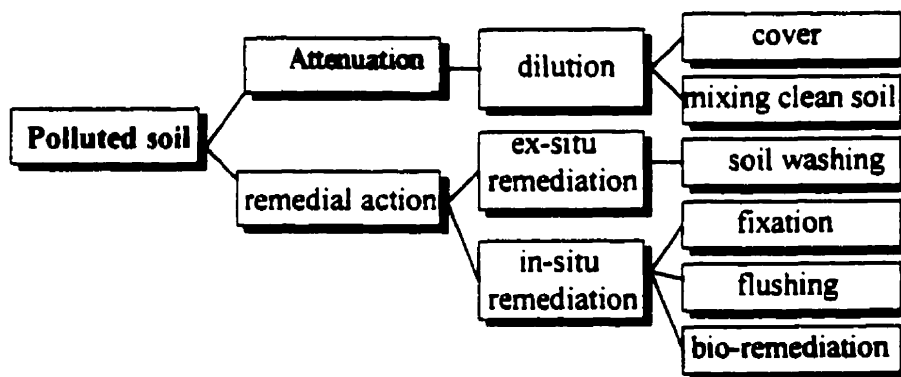 Polluted soil
Attenuation
remedial action
dilution
ex-situ
remediation
in-situ
remediation
cover
mixing clean soil
soil washing
fixation
flushing
bio-remediation